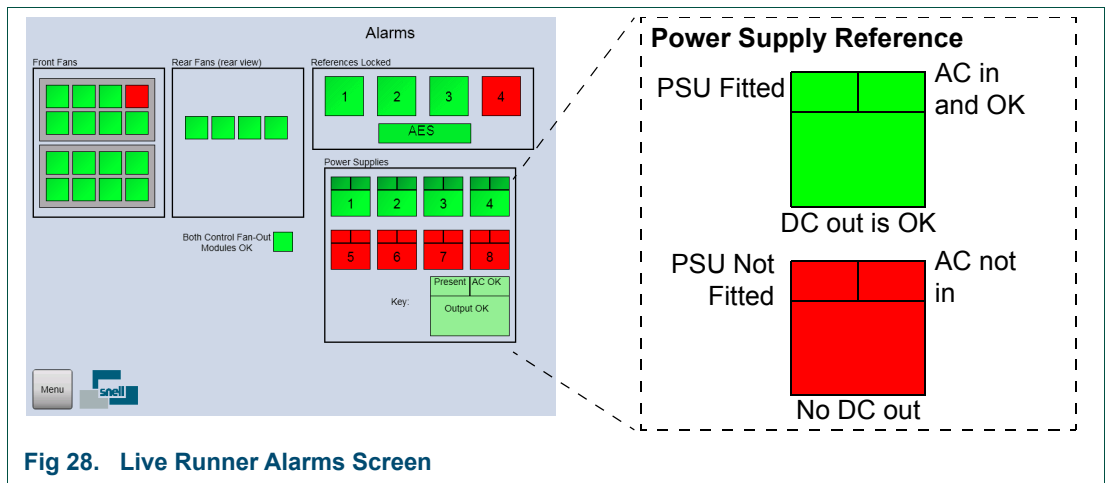 Alarms
Front Fans
Rear Fans (rear view)
References Locked
1 2 3 4
AES
Power Supplies
1 2 3 4
5 6 7 8
Both Control Fan-Out
Modules OK
Key:
Present AC OK
Output OK
Menu
snell
Power Supply Reference
PSU Fitted
AC in
and OK
DC out is OK
PSU Not
Fitted
AC not
in
No DC out
Fig 28. Live Runner Alarms Screen